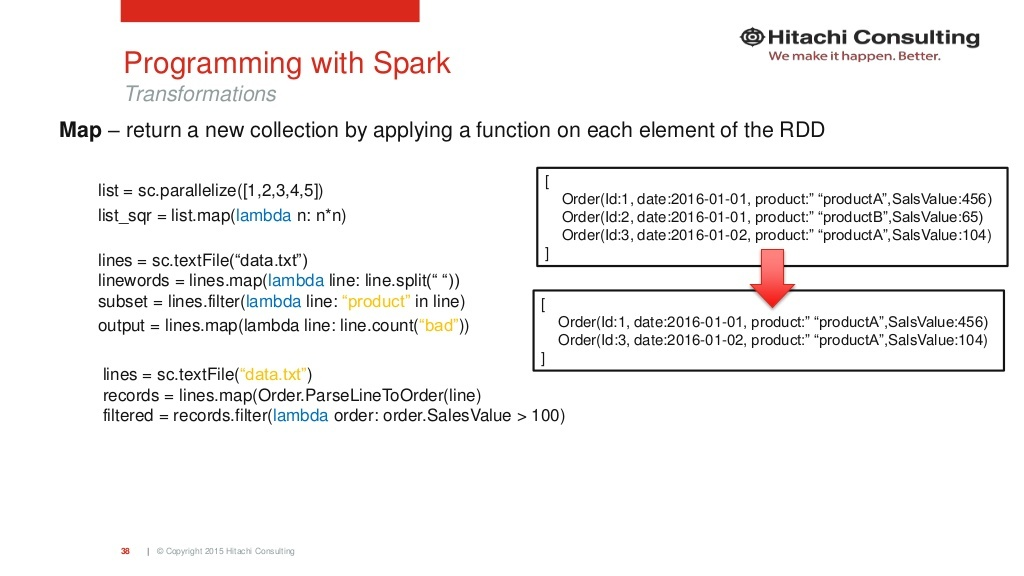 Hitachi Consulting
We make it happen. Better.
Programming with Spark
Transformations
Map – return a new collection by applying a function on each element of the RDD
list = sc.parallelize([1,2,3,4,5])
list_sqr = list.map(lambda n: n*n)
lines = sc.textFile(“data.txt”)
linewords = lines.map(lambda line: line.split(“ “))
subset = lines.filter(lambda line: “product” in line)
output = lines.map(lambda line: line.count(“bad”))
lines = sc.textFile(“data.txt”)
records = lines.map(Order.ParseLineToOrder(line)
filtered = records.filter(lambda order: order.SalesValue > 100)
[
Order(Id:1, date:2016-01-01, product:” “productA”,SalsValue:456)
Order(Id:2, date:2016-01-01, product:” “productB”,SalsValue:65)
Order(Id:3, date:2016-01-02, product:” “productA”,SalsValue:104)
]
[
Order(Id:1, date:2016-01-01, product:” “productA”,SalsValue:456)
Order(Id:3, date:2016-01-02, product:” “productA”,SalsValue:104)
]
38 | © Copyright 2015 Hitachi Consulting